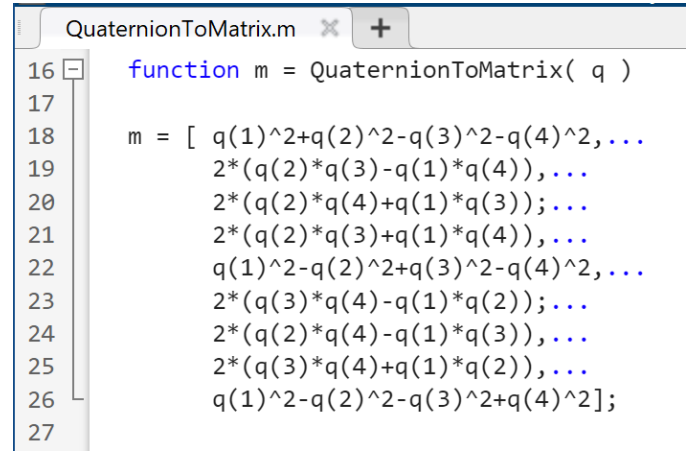 QuaternionToMatrix.m
16 function m = QuaternionToMatrix( q )
17
18 m = [ q(1)^2+q(2)^2-q(3)^2-q(4)^2,...
19 2*(q(2)*q(3)-q(1)*q(4)),...
20 2*(q(2)*q(4)+q(1)*q(3));...
21 2*(q(2)*q(3)+q(1)*q(4)),...
22 q(1)^2-q(2)^2+q(3)^2-q(4)^2,...
23 2*(q(3)*q(4)-q(1)*q(2));...
24 2*(q(2)*q(4)-q(1)*q(3)),...
25 2*(q(3)*q(4)+q(1)*q(2)),...
26 q(1)^2-q(2)^2-q(3)^2+q(4)^2];
27